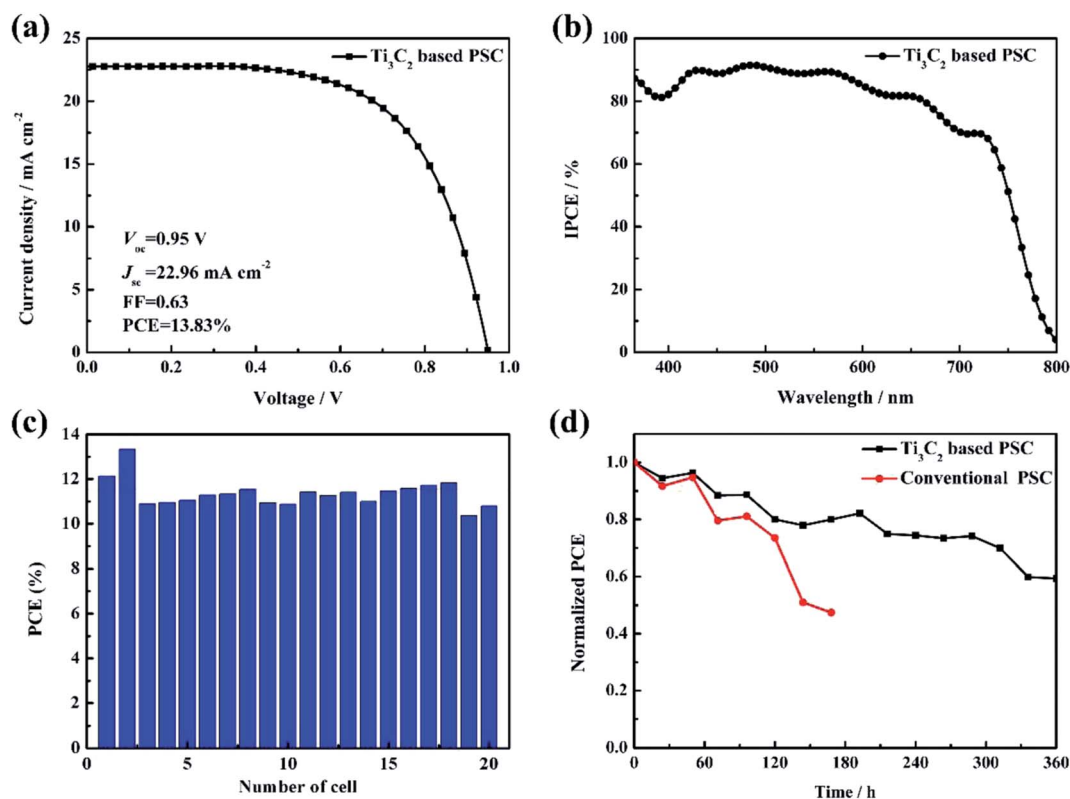 (a)
25
20
15
10
5
0
0.0 0.2 0.4 0.6 0.8 1.0
Current density / mA cm⁻²
Voltage / V
Ti₃C₂ based PSC
Voc=0.95 V
Jsc =22.96 mA cm⁻²
FF=0.63
PCE=13.83%
(b)
100
80
60
40
20
0
400 500 600 700 800
IPCE / %
Wavelength / nm
Ti₃C₂ based PSC
(c)
14
12
10
8
6
4
2
0
0 5 10 15 20
PCE (%)
Number of cell
(d)
1.0
0.8
0.6
0.4
0.2
0.0
0 60 120 180 240 300 360
Normalized PCE
Time / h
Ti₃C₂ based PSC
Conventional PSC